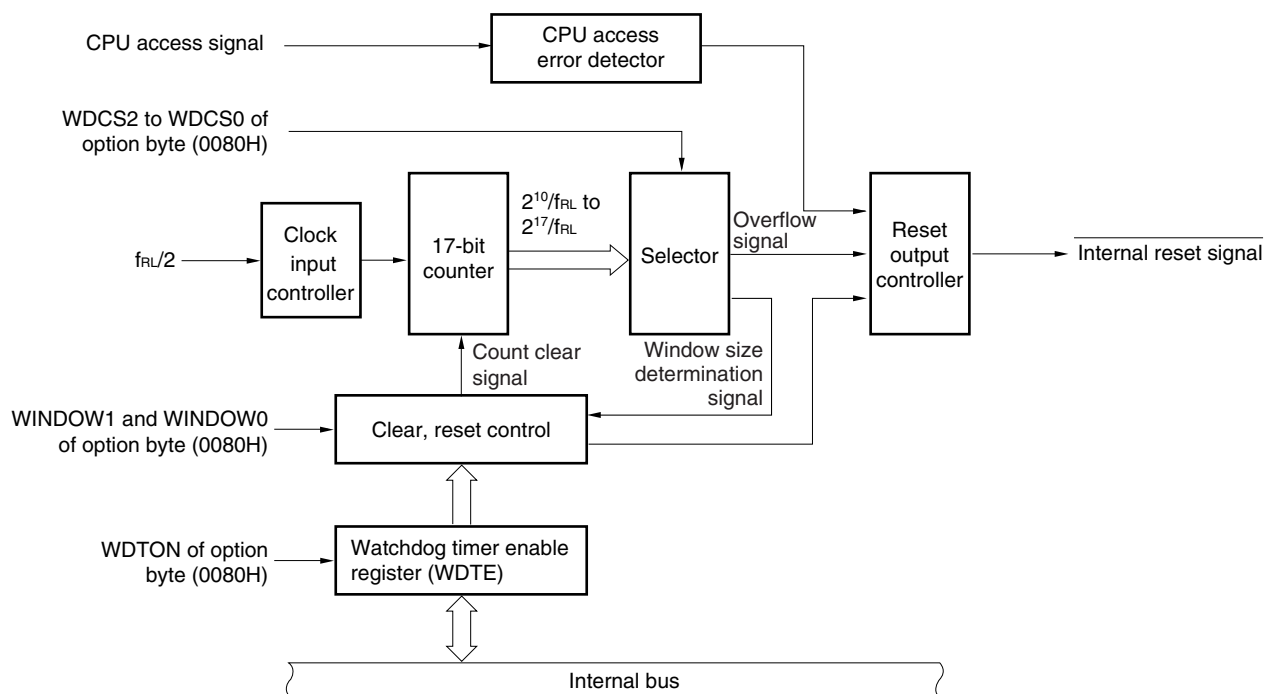 CPU access signal
CPU access
error detector
WDCS2 to WDCS0 of
option byte (0080H)
fRL/2
Clock
input
controller
17-bit
counter
2¹⁰/fRL to
2¹⁷/fRL
Selector
Overflow
signal
Reset
output
controller
Internal reset signal
Count clear
signal
Window size
determination
signal
WINDOW1 and WINDOW0
of option byte (0080H)
Clear, reset control
WDTON of option
byte (0080H)
Watchdog timer enable
register (WDTE)
Internal bus